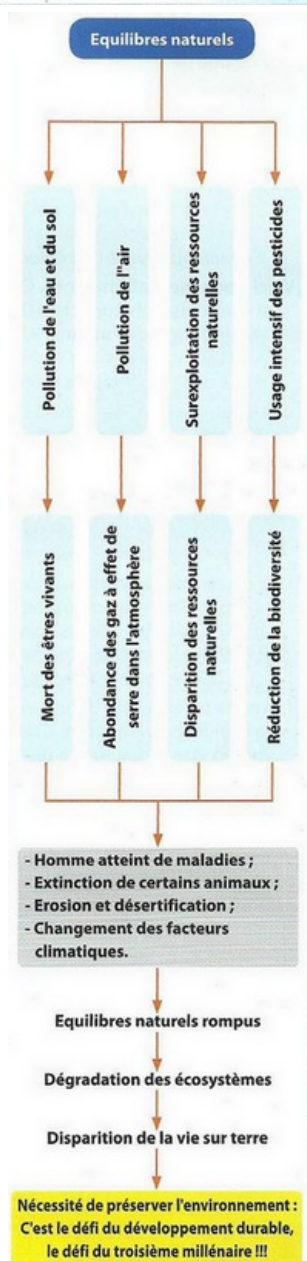 Equilibres naturels
Pollution de l'eau et du sol
Pollution de l''air
Surexploitation des ressources
naturelles
Usage intensif des pesticides
Mort des êtres vivants
Abondance des gaz à effet de
serre dans l'atmosphère
Disparition des ressources
naturelles
Réduction de la biodiversité
- Homme atteint de maladies ;
- Extinction de certains animaux ;
- Erosion et désertification ;
- Changement des facteurs
climatiques.
Equilibres naturels rompus
Dégradation des écosystèmes
Disparition de la vie sur terre
Nécessité de préserver l'environnement :
C'est le défi du développement durable,
le défi du troisième millénaire !!!